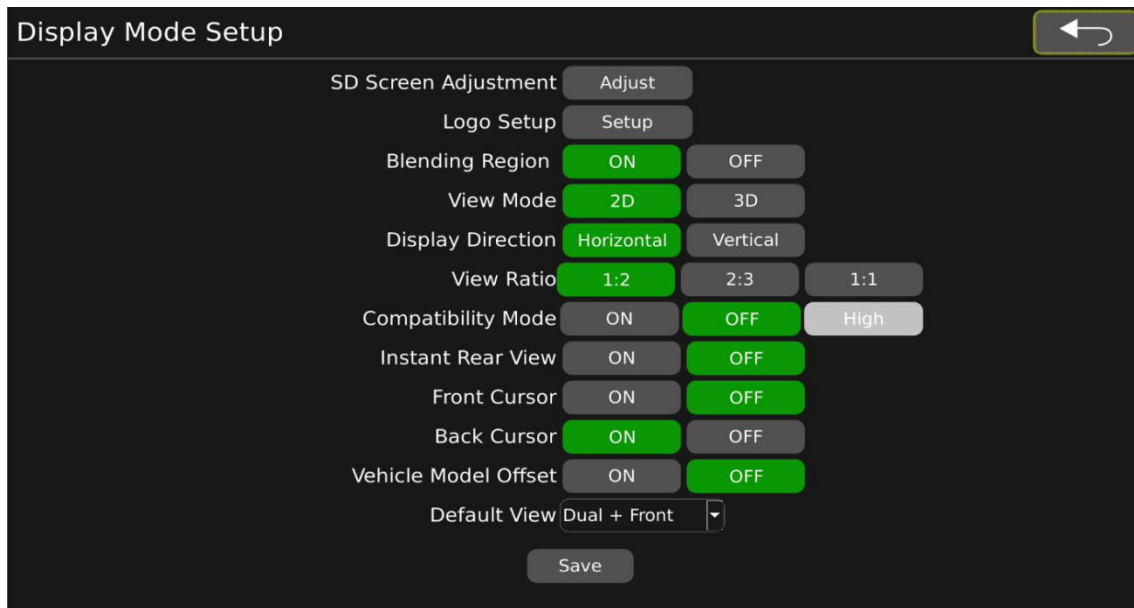 Display Mode Setup
SD Screen Adjustment Adjust
Logo Setup Setup
Blending Region ON OFF
View Mode 2D 3D
Display Direction Horizontal Vertical
View Ratio 1:2 2:3 1:1
Compatibility Mode ON OFF High
Instant Rear View ON OFF
Front Cursor ON OFF
Back Cursor ON OFF
Vehicle Model Offset ON OFF
Default View Dual + Front
Save